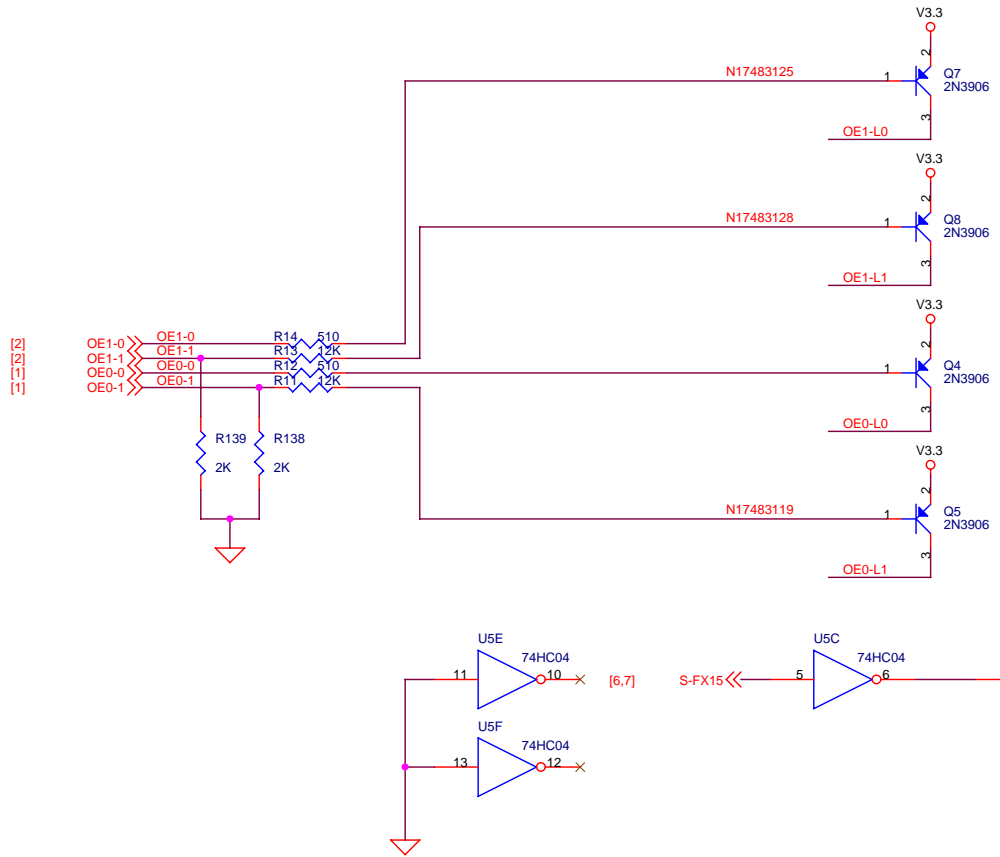 V3.3
2
N17483125
1
Q7
2N3906
3
OE1-L0
V3.3
2
N17483128
1
Q8
2N3906
3
OE1-L1
V3.3
2
[2] OE1-0 OE1-0 R14 510
[2] OE1-1 OE1-1 R13 12K
[1] OE0-0 OE0-0 R12 510
[1] OE0-1 OE0-1 R11 12K
1
Q4
2N3906
3
OE0-L0
R139
2K
R138
2K
V3.3
2
N17483119
1
Q5
2N3906
3
OE0-L1
U5E
74HC04
11
10
[6,7]
S-FX15
U5C
74HC04
5
6
U5F
74HC04
13
12